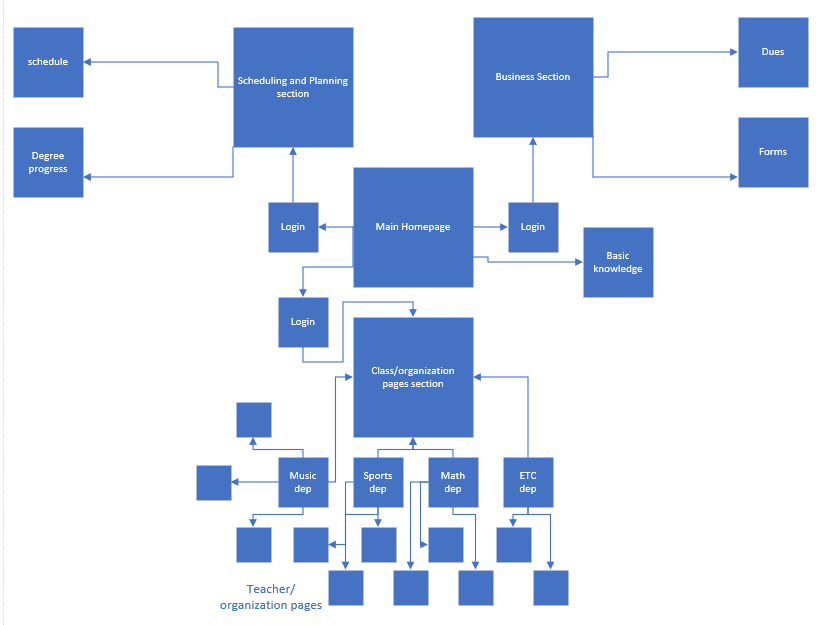 schedule
Scheduling and Planning
section
Business Section
Dues
Degree
progress
Forms
Login
Main Homepage
Login
Basic
knowledge
Login
Class/organization
pages section
Music
dep
Sports
dep
Math
dep
ETC
dep
Teacher/
organization pages